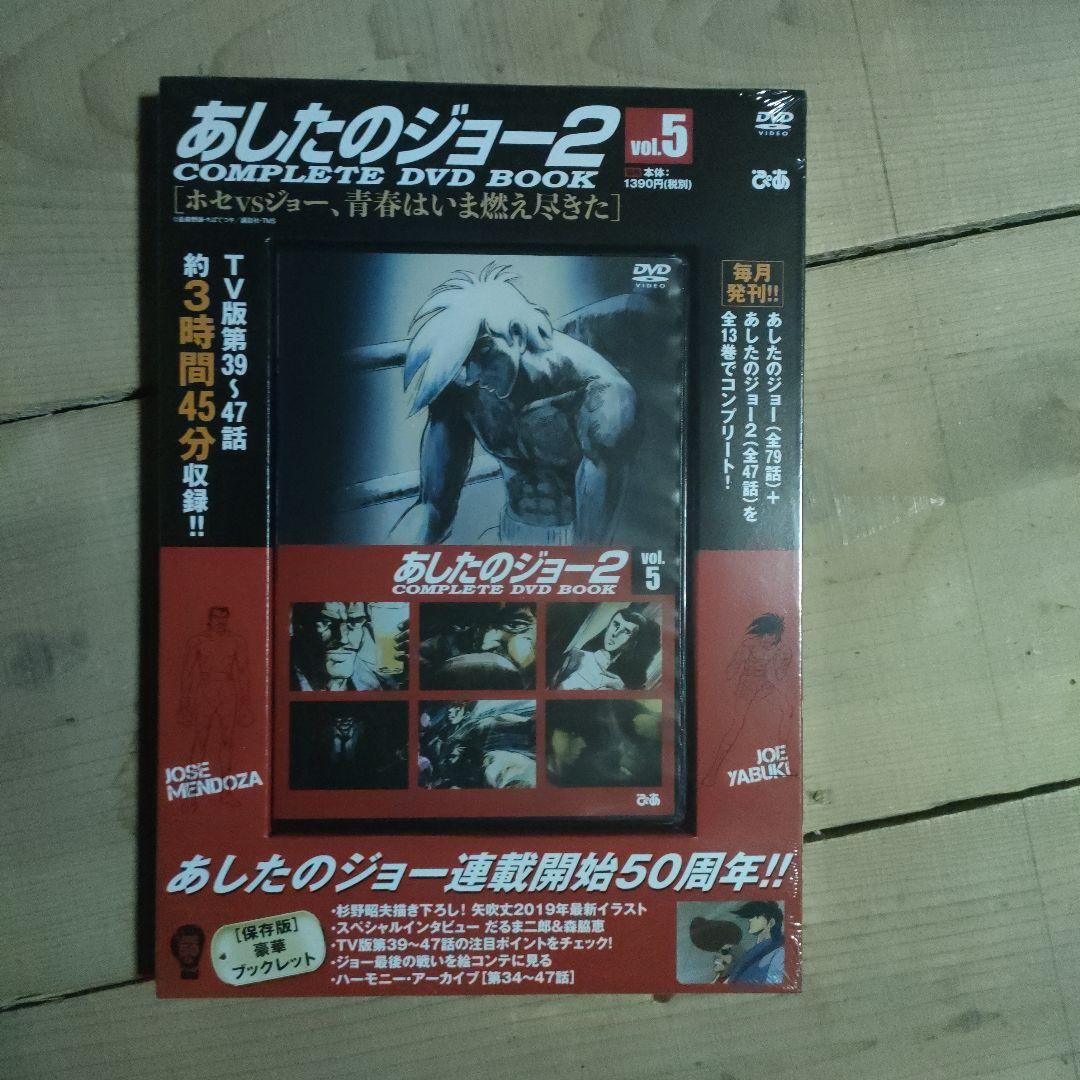 あしたのジョー2
COMPLETE DVD BOOK
vol.5
本体:
1390円(税別)
DVD
VIDEO
ぴあ
[ホセvsジョー、青春はいま燃え尽きた]
TV版第39〜47話
約3時間45分収録!!
毎月
発刊!!
あしたのジョー(全79話)+
あしたのジョー2(全47話)を
全13巻でコンプリート!
DVD
VIDEO
あしたのジョー2
COMPLETE DVD BOOK
vol.
5
ぴあ
JOSE
MENDOZA
JOE
YABUKI
あしたのジョー連載開始50周年!!
[保存版]
豪華
ブックレット
・杉野昭夫描き下ろし! 矢吹丈2019年最新イラスト
・スペシャルインタビュー だるま二郎&森脇恵
・TV版第39〜47話の注目ポイントをチェック!
・ジョー最後の戦いを絵コンテに見る
・ハーモニー・アーカイブ[第34〜47話]